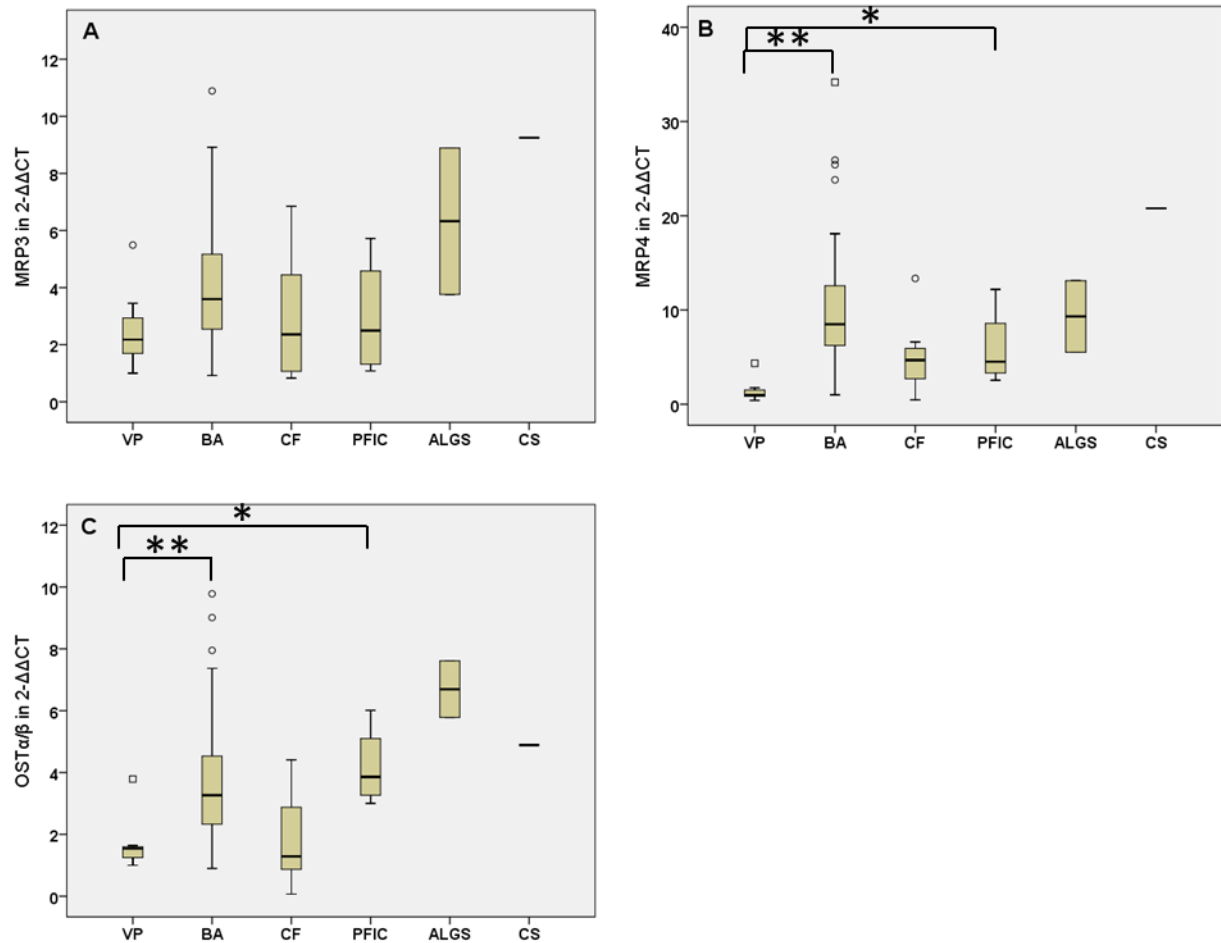 A
MRP3 in 2-ΔΔCT
12
10
8
6
4
2
0
VP BA CF PFIC ALGS CS
B
*
**
MRP4 in 2-ΔΔCT
40
30
20
10
0
VP BA CF PFIC ALGS CS
C
*
**
OSTα/β in 2-ΔΔCT
12
10
8
6
4
2
0
VP BA CF PFIC ALGS CS